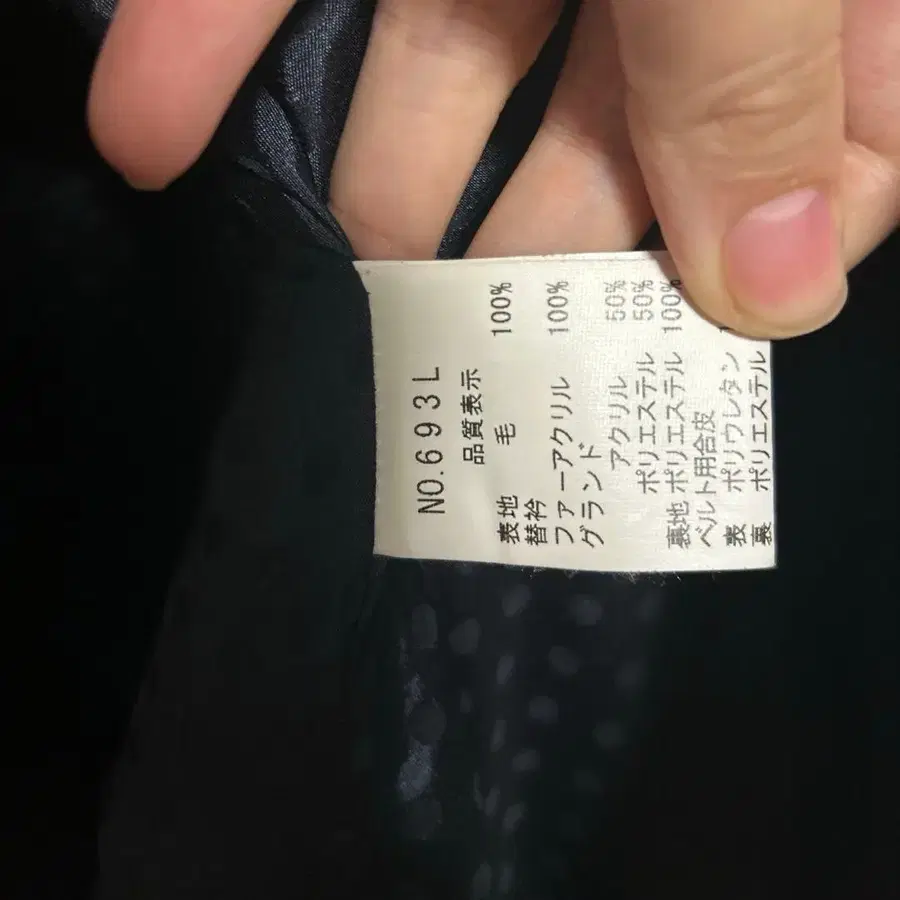 NO.693L
品質表示
表地 毛 100%
替衿
ファーアクリル 100%
グランド
アクリル 50%
ポリエステル 50%
裏地 ポリエステル 100%
ベルト用合皮
表 ポリウレタン
裏 ポリエステル